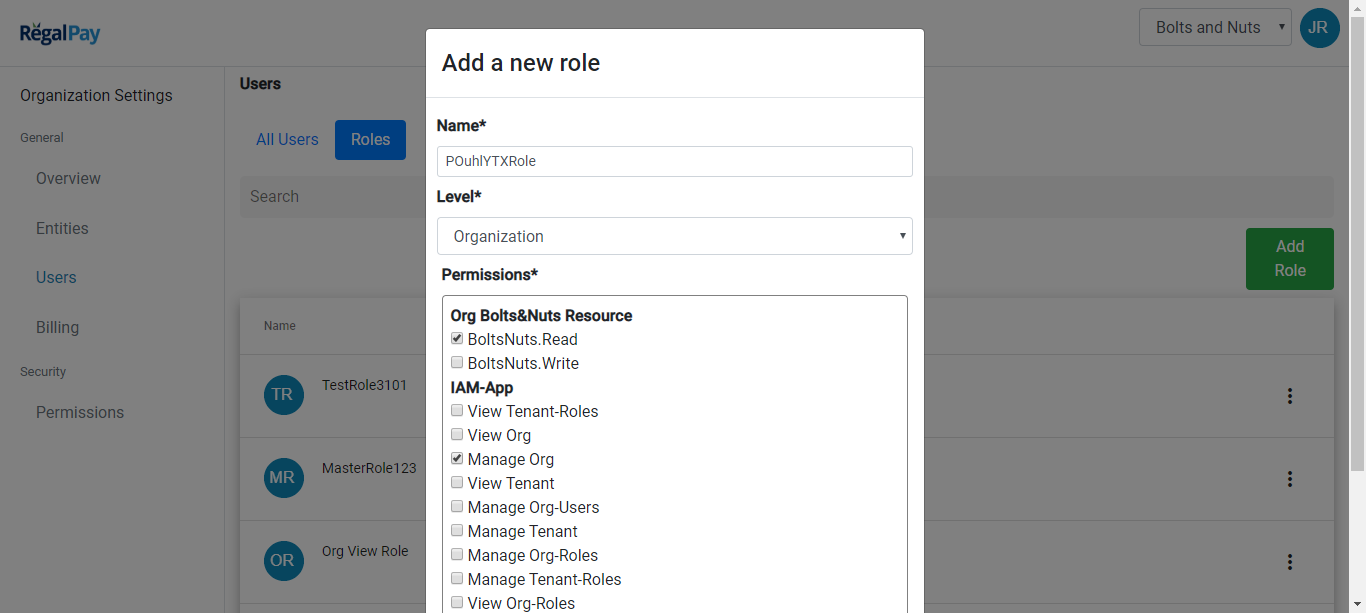 RegalPay
Bolts and Nuts
JR
Organization Settings
General
Overview
Entities
Users
Billing
Security
Permissions
Users
All Users
Roles
Search
Add
Role
Name
TR
TestRole3101
MR
MasterRole123
OR
Org View Role
Add a new role
Name*
POuhlYTXRole
Level*
Organization
Permissions*
Org Bolts&Nuts Resource
BoltsNuts.Read
BoltsNuts.Write
IAM-App
View Tenant-Roles
View Org
Manage Org
View Tenant
Manage Org-Users
Manage Tenant
Manage Org-Roles
Manage Tenant-Roles
View Org-Roles